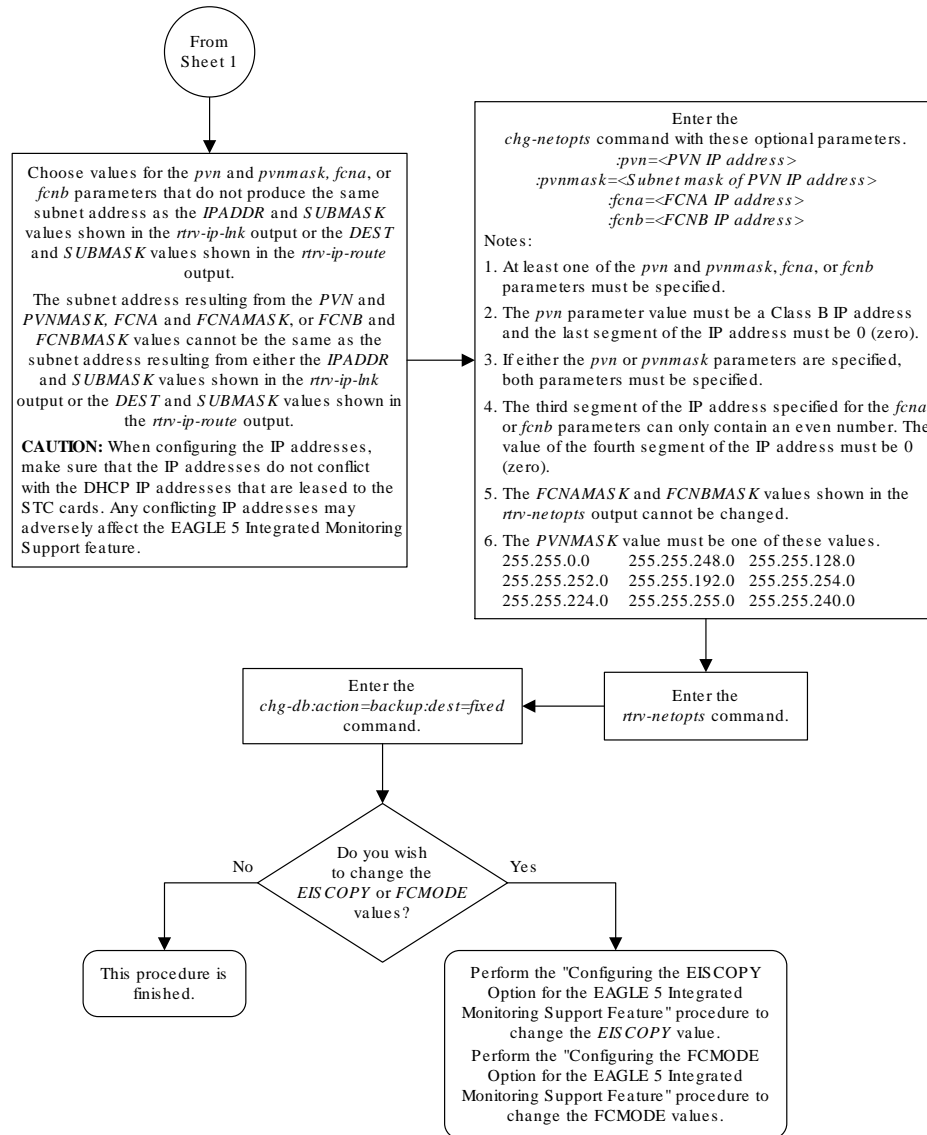 From
Sheet 1
Choose values for the pvn and pvnmask, fcna, or
fcnb parameters that do not produce the same
subnet address as the IPADDR and SUBMASK
values shown in the rtrv-ip-lnk output or the DEST
and SUBMASK values shown in the rtrv-ip-route
output.
The subnet address resulting from the PVN and
PVNMASK, FCNA and FCNAMASK, or FCNB and
FCNBMASK values cannot be the same as the
subnet address resulting from either the IPADDR
and SUBMASK values shown in the rtrv-ip-lnk
output or the DEST and SUBMASK values shown in
the rtrv-ip-route output.
CAUTION: When configuring the IP addresses,
make sure that the IP addresses do not conflict
with the DHCP IP addresses that are leased to the
STC cards. Any conflicting IP addresses may
adversely affect the EAGLE 5 Integrated Monitoring
Support feature.
Enter the
chg-netopts command with these optional parameters.
:pvn=<PVN IP address>
:pvnmask=<Subnet mask of PVN IP address>
:fcna=<FCNA IP address>
:fcnb=<FCNB IP address>
Notes:
1. At least one of the pvn and pvnmask, fcna, or fcnb
parameters must be specified.
2. The pvn parameter value must be a Class B IP address
and the last segment of the IP address must be 0 (zero).
3. If either the pvn or pvnmask parameters are specified,
both parameters must be specified.
4. The third segment of the IP address specified for the fcna
or fcnb parameters can only contain an even number. The
value of the fourth segment of the IP address must be 0
(zero).
5. The FCNAMASK and FCNBMASK values shown in the
rtrv-netopts output cannot be changed.
6. The PVNMASK value must be one of these values.
255.255.0.0 255.255.248.0 255.255.128.0
255.255.252.0 255.255.192.0 255.255.254.0
255.255.224.0 255.255.255.0 255.255.240.0
Enter the
chg-db:action=backup:dest=fixed
command.
Enter the
rtrv-netopts command.
Do you wish
to change the
EISCOPY or FCMODE
values?
No
Yes
This procedure is
finished.
Perform the "Configuring the EISCOPY
Option for the EAGLE 5 Integrated
Monitoring Support Feature" procedure to
change the EISCOPY value.
Perform the "Configuring the FCMODE
Option for the EAGLE 5 Integrated
Monitoring Support Feature" procedure to
change the FCMODE values.